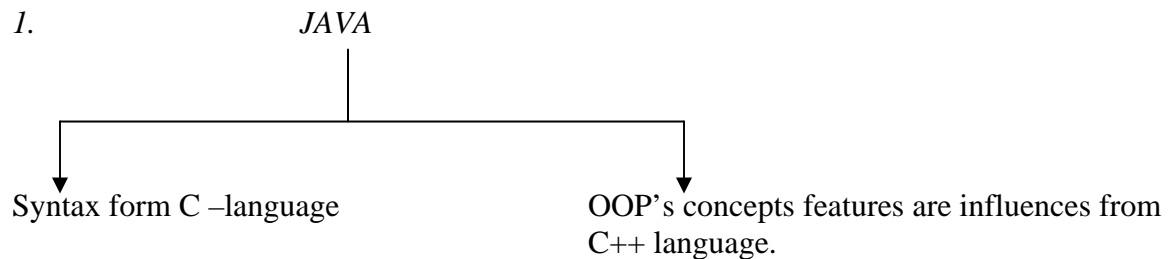 1. JAVA
Syntax form C –language
OOP’s concepts features are influences from
C++ language.